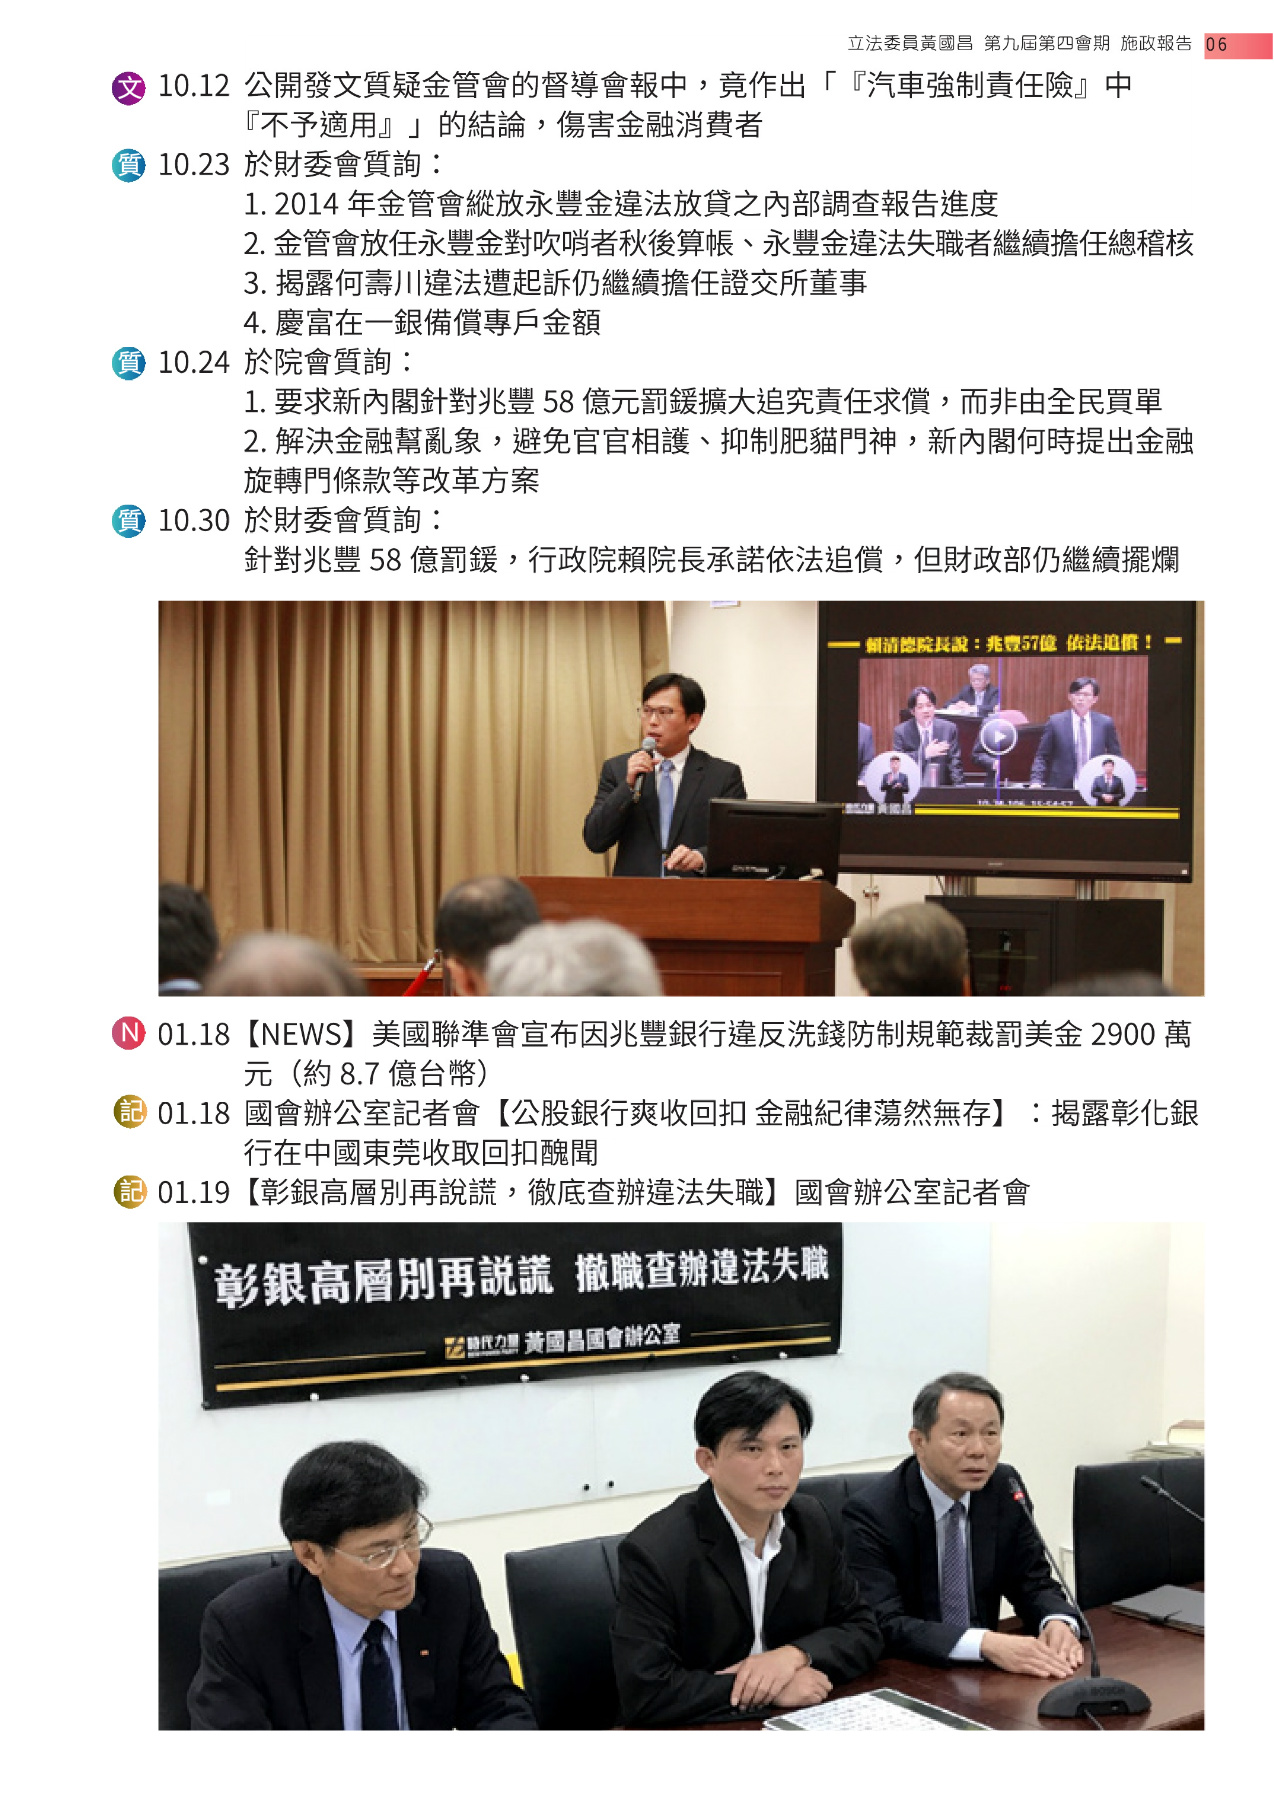 立法委員黃國昌 第九屆第四會期 施政報告 06
文 10.12 公開發文質疑金管會的督導會報中，竟作出「『汽車強制責任險』中
『不予適用』」的結論，傷害金融消費者
質 10.23 於財委會質詢：
1. 2014 年金管會縱放永豐金違法放貸之內部調查報告進度
2. 金管會放任永豐金對吹哨者秋後算帳、永豐金違法失職者繼續擔任總稽核
3. 揭露何壽川違法遭起訴仍繼續擔任證交所董事
4. 慶富在一銀備償專戶金額
質 10.24 於院會質詢：
1. 要求新內閣針對兆豐 58 億元罰鍰擴大追究責任求償，而非由全民買單
2. 解決金融幫亂象，避免官官相護、抑制肥貓門神，新內閣何時提出金融
旋轉門條款等改革方案
質 10.30 於財委會質詢：
針對兆豐 58 億罰鍰，行政院賴院長承諾依法追償，但財政部仍繼續擺爛
賴清德院長說：兆豐57億 依法追償！
黃國昌
N 01.18【NEWS】美國聯準會宣布因兆豐銀行違反洗錢防制規範裁罰美金 2900 萬
元（約 8.7 億台幣）
記 01.18 國會辦公室記者會【公股銀行爽收回扣 金融紀律蕩然無存】：揭露彰化銀
行在中國東莞收取回扣醜聞
記 01.19【彰銀高層別再說謊，徹底查辦違法失職】國會辦公室記者會
彰銀高層別再說謊 撤職查辦違法失職
時代力量 黃國昌國會辦公室